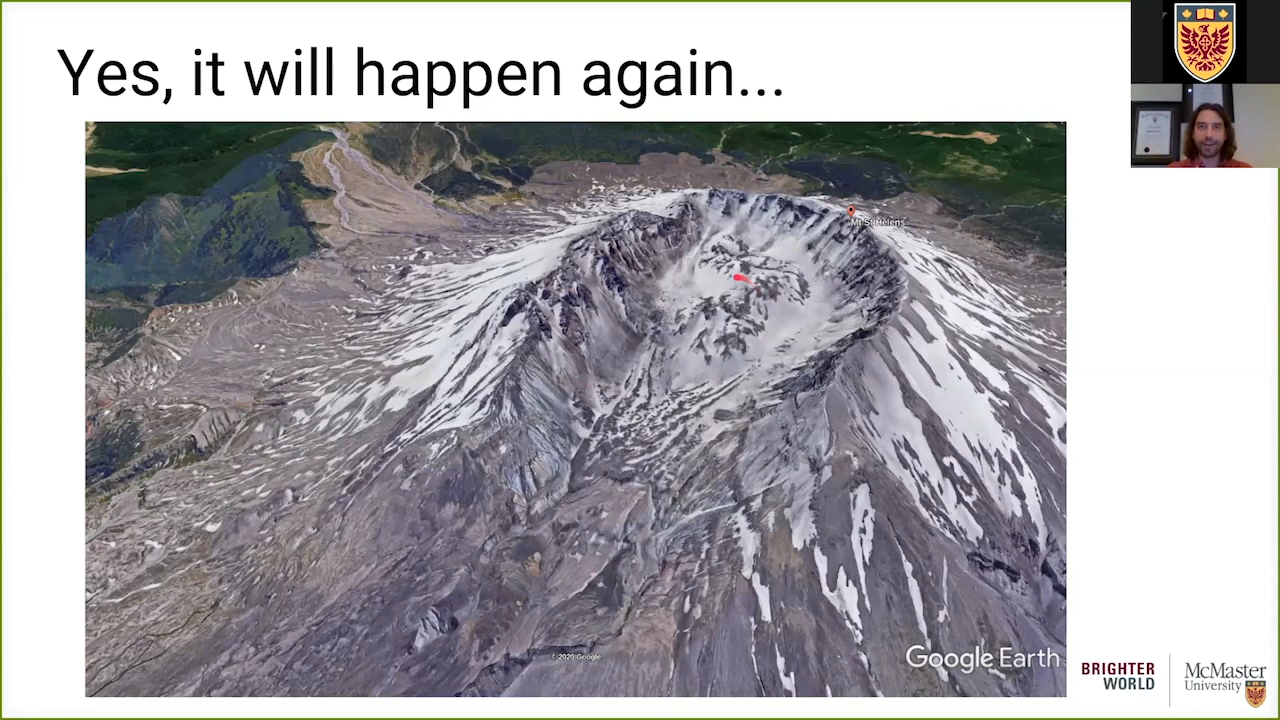 Yes, it will happen again...
Mt St Helens
© 2020 Google
Google Earth
BRIGHTER
WORLD
McMaster
University